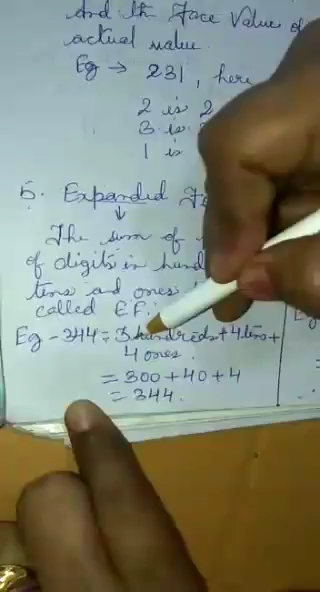 And the Face Value of
actual value.
Eg → 231, here
2 is 2
3 is
1 is
5. Expanded
↓
The sum of
of digits in hund
tens and ones
called EF.
Eg - 344 = 3 hundreds + 4 tens +
4 ones.
= 300 + 40 + 4
= 344.